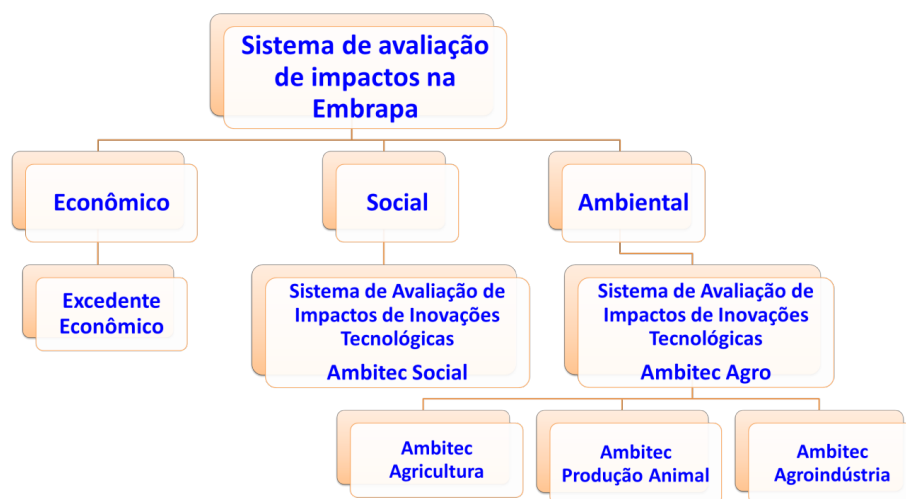 Sistema de avaliação
de impactos na
Embrapa
Econômico
Social
Ambiental
Excedente
Econômico
Sistema de Avaliação de
Impactos de Inovações
Tecnológicas
Ambitec Social
Sistema de Avaliação de
Impactos de Inovações
Tecnológicas
Ambitec Agro
Ambitec
Agricultura
Ambitec
Produção Animal
Ambitec
Agroindústria